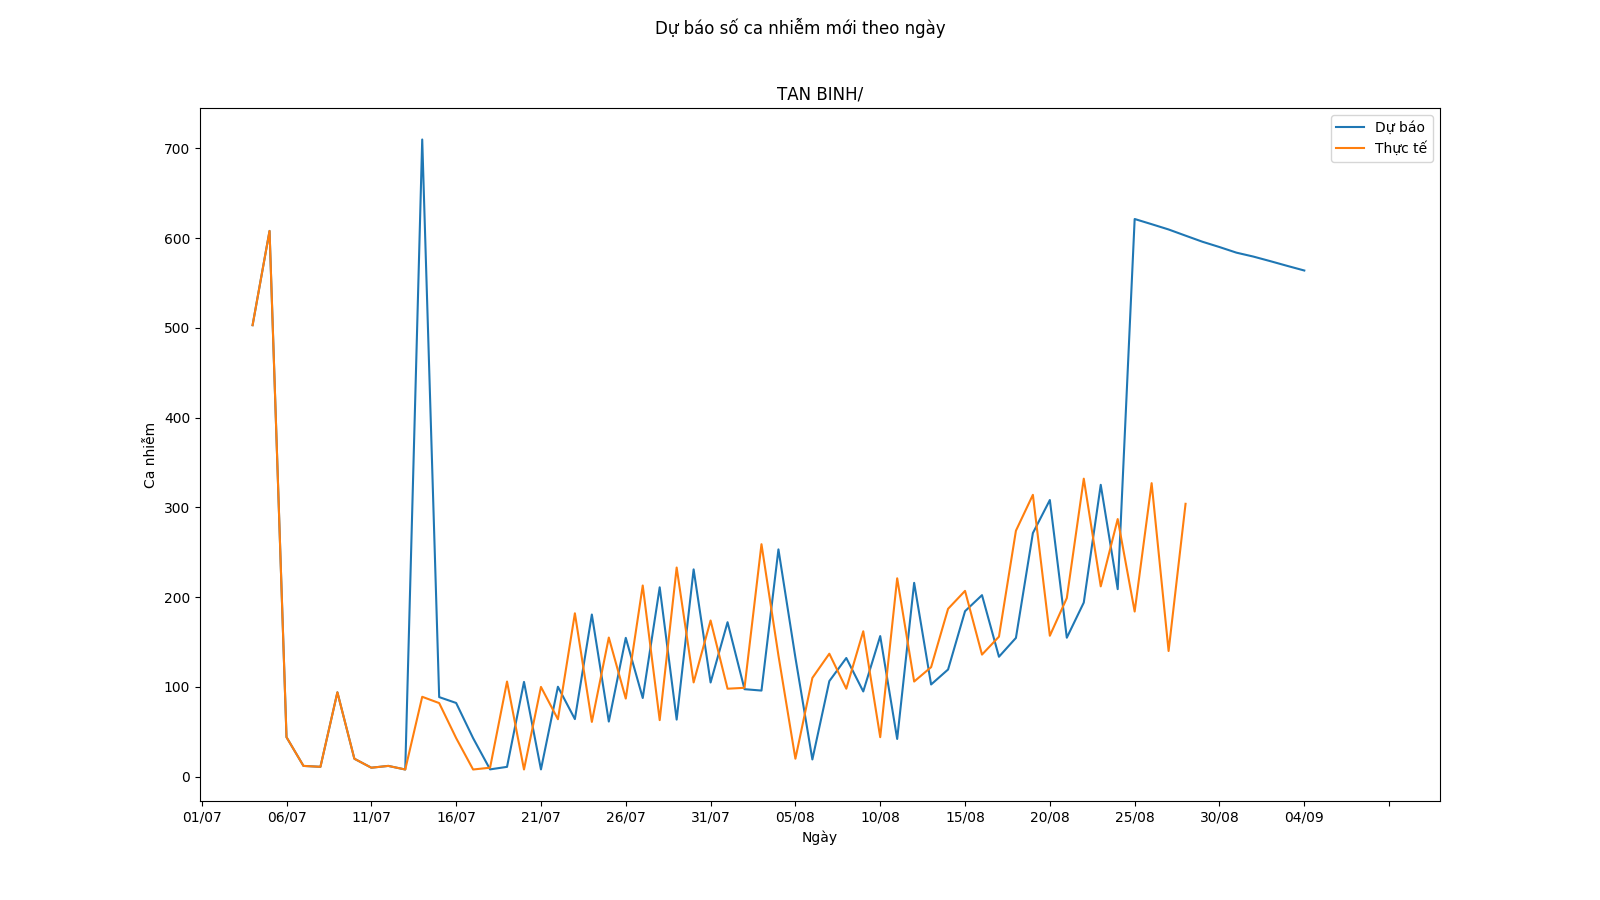 Dự báo số ca nhiễm mới theo ngày
TAN BINH/
Dự báo
Thực tế
700
600
500
400
300
200
100
0
Ca nhiễm
01/07 06/07 11/07 16/07 21/07 26/07 31/07 05/08 10/08 15/08 20/08 25/08 30/08 04/09
Ngày